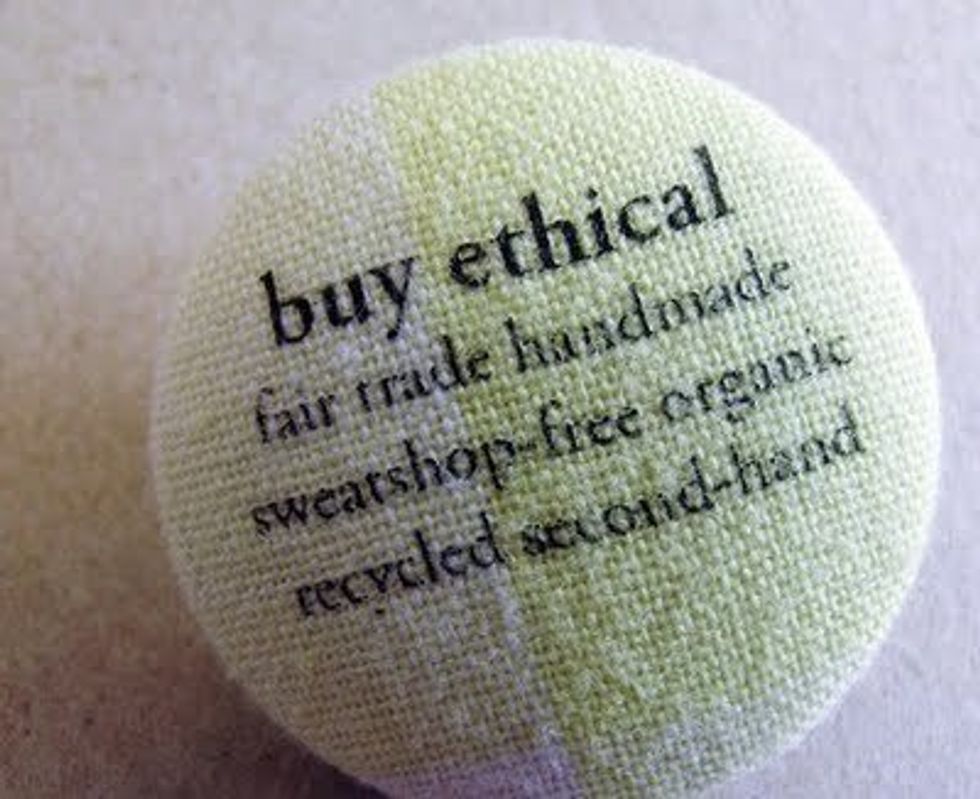 buy ethical
fair trade handmade
sweatshop-free organic
recycled second-hand